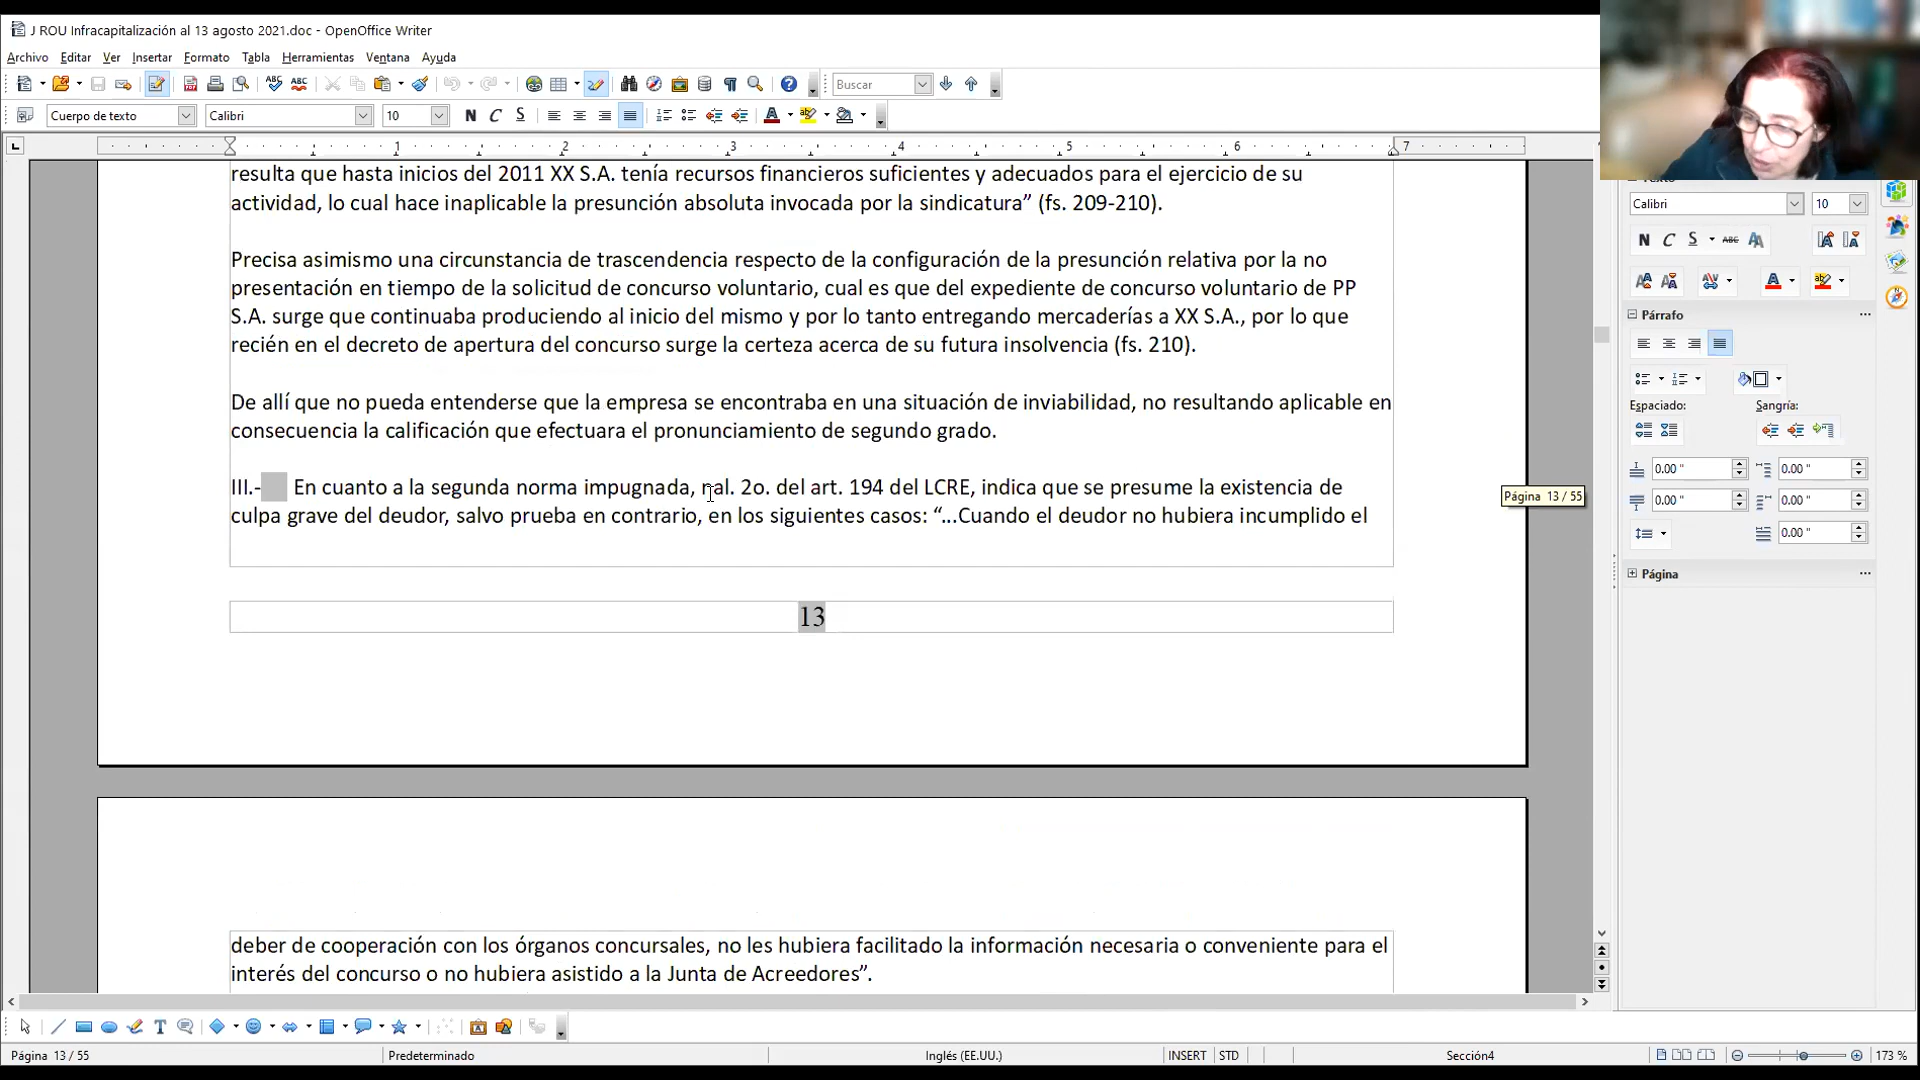 J ROU Infracapitalización al 13 agosto 2021.doc - OpenOffice Writer
Archivo Editar Ver Insertar Formato Tabla Herramientas Ventana Ayuda
Buscar
Cuerpo de texto Calibri 10 N C S
1 2 3 4 5 6 7
resulta que hasta inicios del 2011 XX S.A. tenía recursos financieros suficientes y adecuados para el ejercicio de su
actividad, lo cual hace inaplicable la presunción absoluta invocada por la sindicatura” (fs. 209-210).
Precisa asimismo una circunstancia de trascendencia respecto de la configuración de la presunción relativa por la no
presentación en tiempo de la solicitud de concurso voluntario, cual es que del expediente de concurso voluntario de PP
S.A. surge que continuaba produciendo al inicio del mismo y por lo tanto entregando mercaderías a XX S.A., por lo que
recién en el decreto de apertura del concurso surge la certeza acerca de su futura insolvencia (fs. 210).
De allí que no pueda entenderse que la empresa se encontraba en una situación de inviabilidad, no resultando aplicable en
consecuencia la calificación que efectuara el pronunciamiento de segundo grado.
III.- En cuanto a la segunda norma impugnada, nal. 2o. del art. 194 del LCRE, indica que se presume la existencia de
culpa grave del deudor, salvo prueba en contrario, en los siguientes casos: “...Cuando el deudor no hubiera incumplido el
13
deber de cooperación con los órganos concursales, no les hubiera facilitado la información necesaria o conveniente para el
interés del concurso o no hubiera asistido a la Junta de Acreedores”.
Página 13 / 55
Calibri 10
N C S ABC
Párrafo
Espaciado: Sangría:
0.00 " 0.00 "
0.00 " 0.00 "
0.00 "
Página
Página 13 / 55 Predeterminado Inglés (EE.UU.) INSERT STD Sección4 173 %